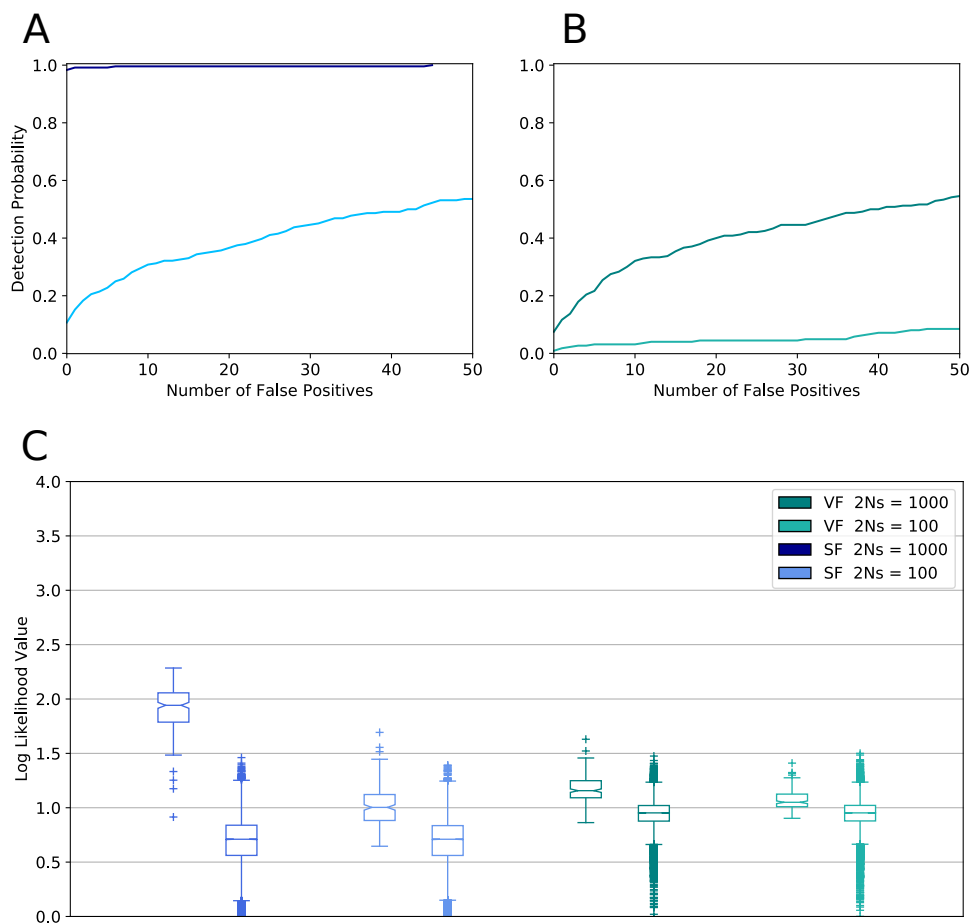 A
B
1.0
0.8
0.6
0.4
0.2
0.0
Detection Probability
0 10 20 30 40 50
Number of False Positives
1.0
0.8
0.6
0.4
0.2
0.0
0 10 20 30 40 50
Number of False Positives
C
4.0
3.5
3.0
2.5
2.0
1.5
1.0
0.5
0.0
Log Likelihood Value
VF 2Ns = 1000
VF 2Ns = 100
SF 2Ns = 1000
SF 2Ns = 100